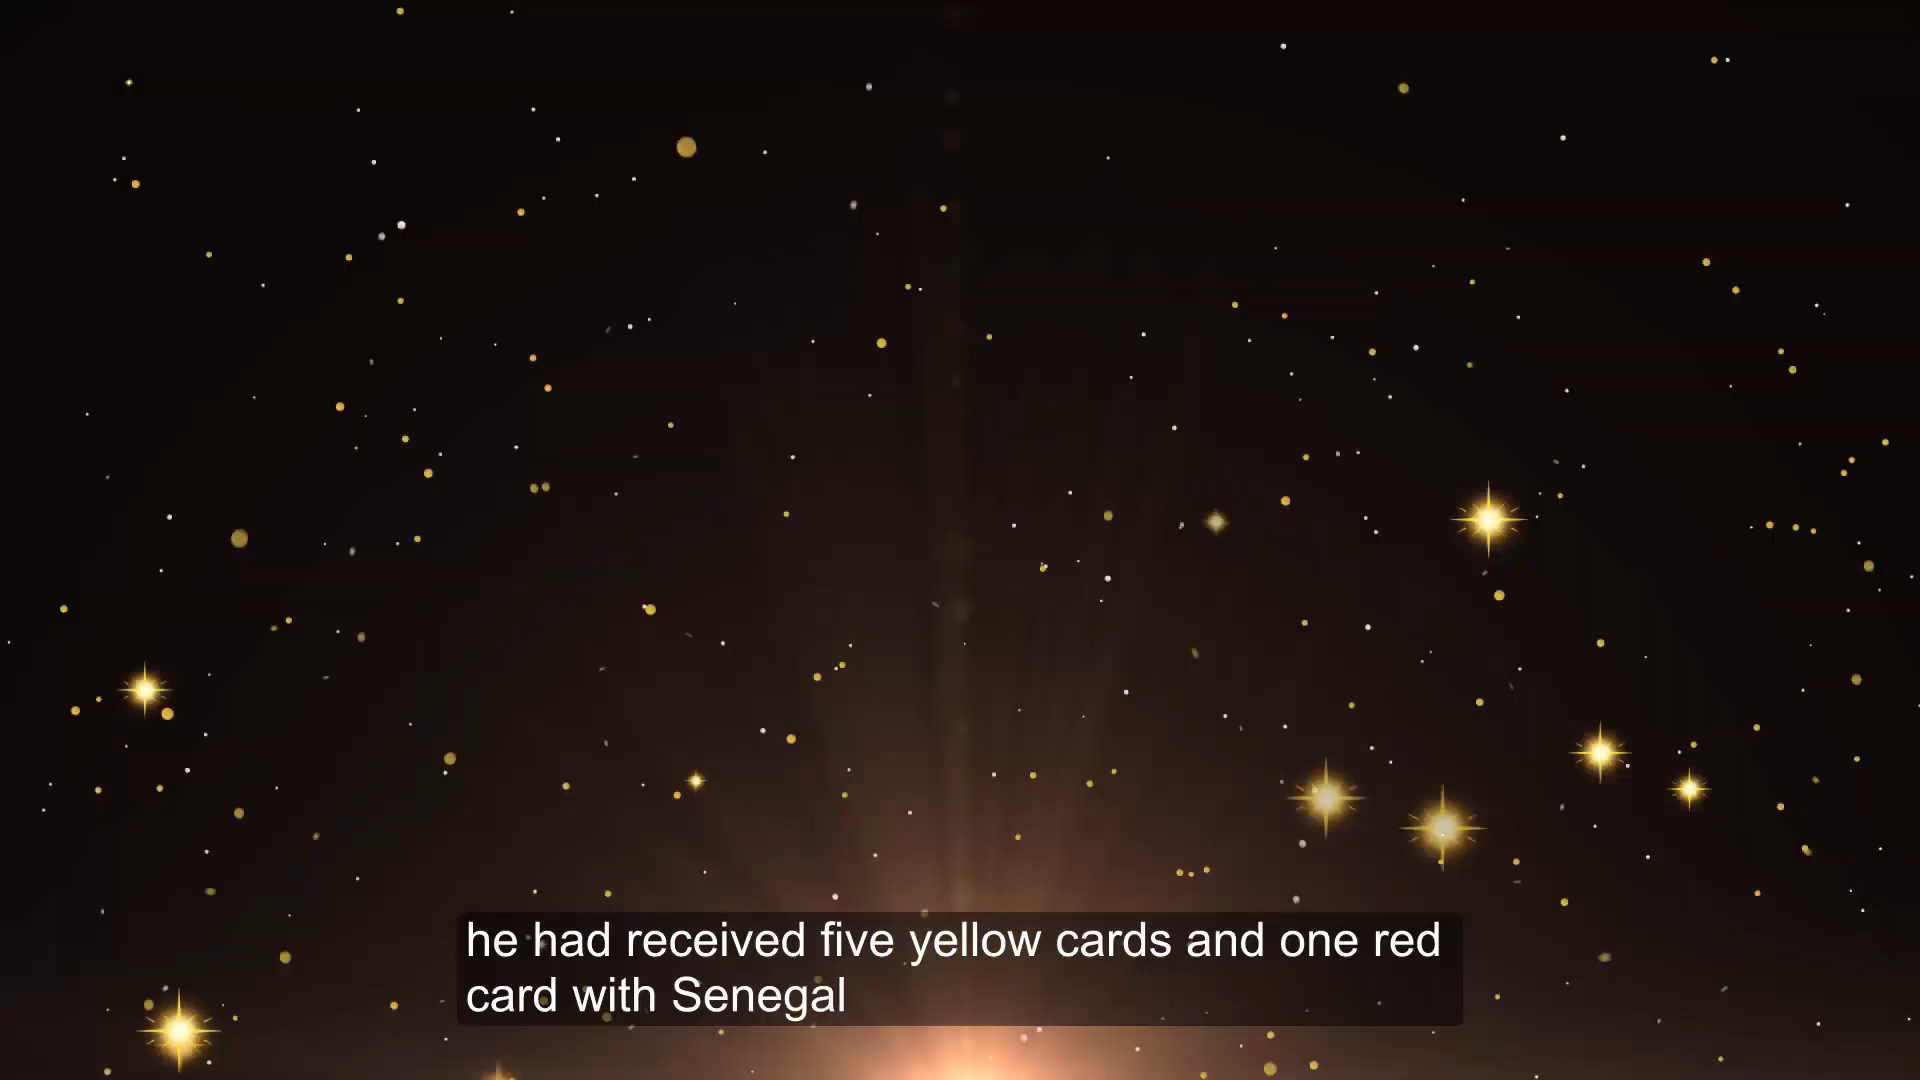 he had received five yellow cards and one red
card with Senegal